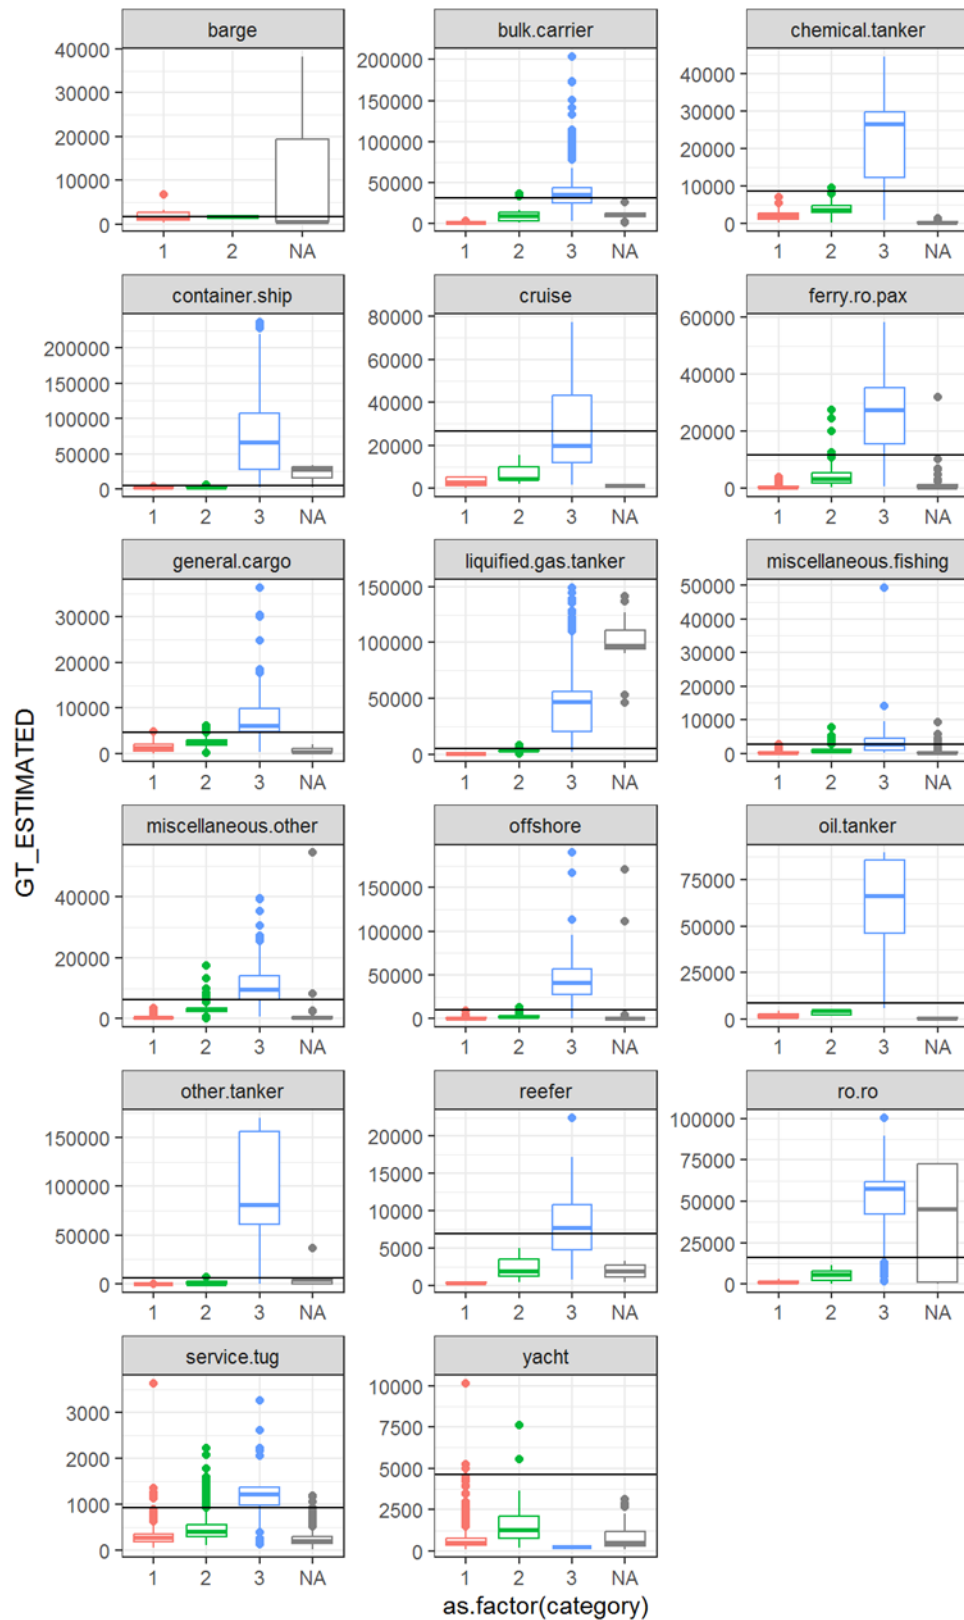 barge
bulk.carrier
chemical.tanker
40000
30000
20000
10000
0
1 2 NA
200000
150000
100000
50000
0
1 2 3 NA
40000
30000
20000
10000
0
1 2 3 NA
container.ship
cruise
ferry.ro.pax
200000
150000
100000
50000
0
1 2 3 NA
80000
60000
40000
20000
0
1 2 3 NA
60000
40000
20000
0
1 2 3 NA
general.cargo
liquified.gas.tanker
miscellaneous.fishing
30000
20000
10000
0
1 2 3 NA
150000
100000
50000
0
1 2 3 NA
50000
40000
30000
20000
10000
0
1 2 3 NA
GT_ESTIMATED
miscellaneous.other
offshore
oil.tanker
40000
20000
0
1 2 3 NA
150000
100000
50000
0
1 2 3 NA
75000
50000
25000
0
1 2 3 NA
other.tanker
reefer
ro.ro
150000
100000
50000
0
1 2 3 NA
20000
15000
10000
5000
0
1 2 3 NA
100000
75000
50000
25000
0
1 2 3 NA
service.tug
yacht
3000
2000
1000
0
1 2 3 NA
10000
7500
5000
2500
0
1 2 3 NA
as.factor(category)